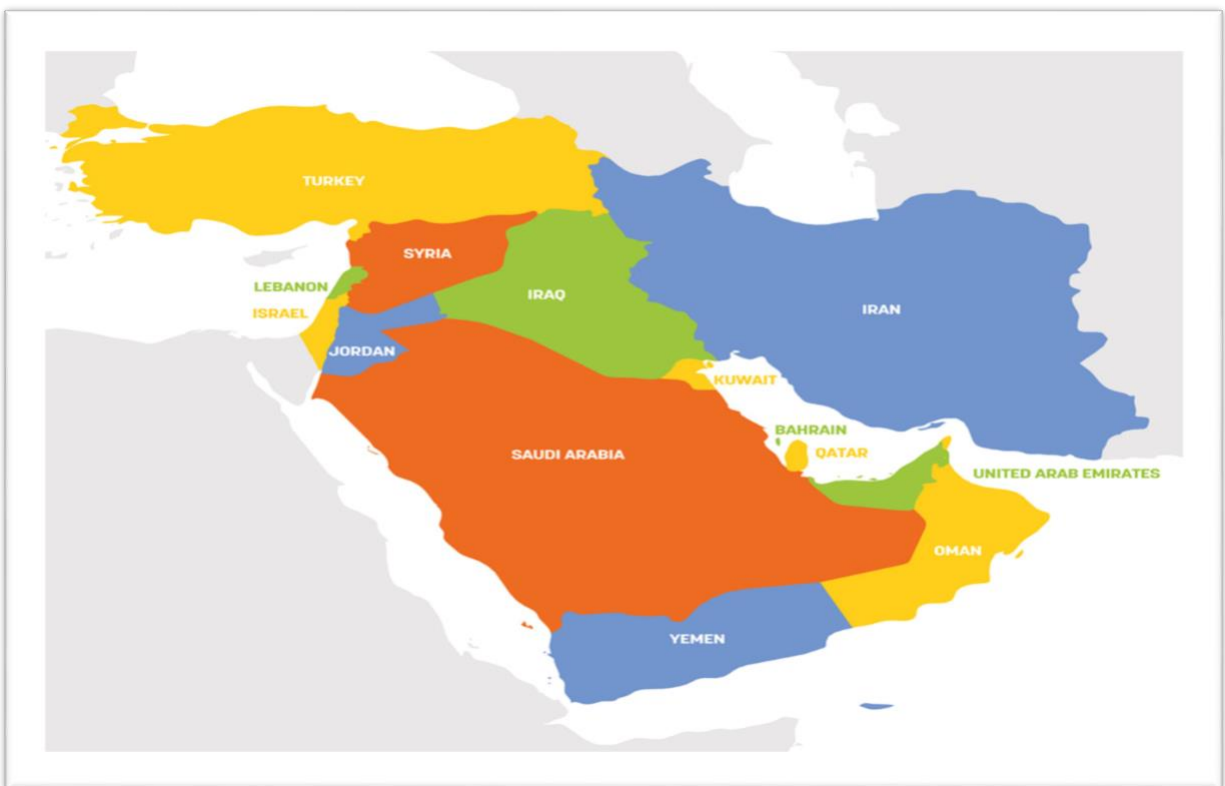 TURKEY
SYRIA
LEBANON
IRAQ
ISRAEL
IRAN
JORDAN
KUWAIT
BAHRAIN
QATAR
SAUDI ARABIA
UNITED ARAB EMIRATES
OMAN
YEMEN